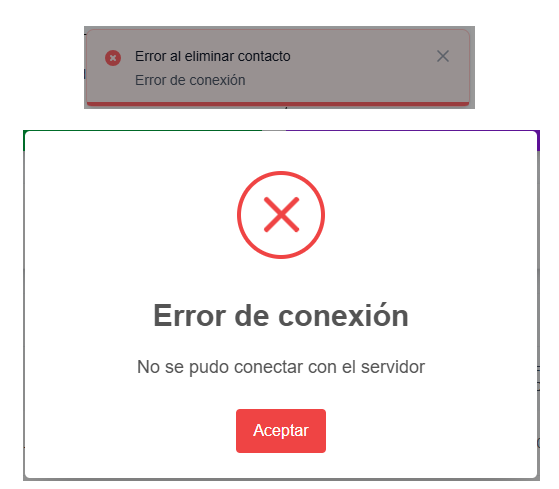 Error al eliminar contacto
Error de conexión
Error de conexión
No se pudo conectar con el servidor
Aceptar